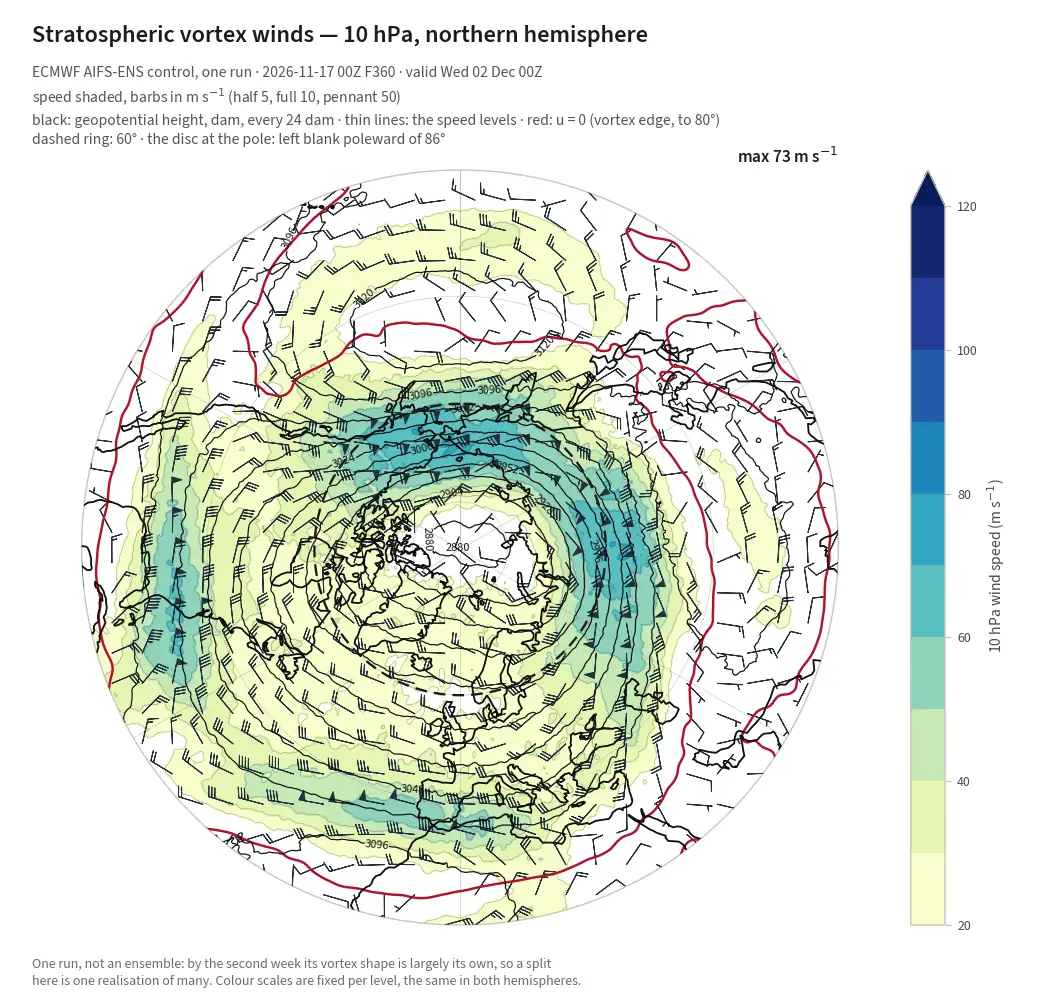 Stratospheric vortex winds — 10 hPa, northern hemisphere
ECMWF AIFS-ENS control, one run · 2026-11-17 00Z F360 · valid Wed 02 Dec 00Z
speed shaded, barbs in m s⁻¹ (half 5, full 10, pennant 50)
black: geopotential height, dam, every 24 dam · thin lines: the speed levels · red: u = 0 (vortex edge, to 80°)
dashed ring: 60° · the disc at the pole: left blank poleward of 86°
max 73 m s⁻¹
120
100
80
60
40
20
10 hPa wind speed (m s⁻¹)
3096
3120
3120
3096
3000
3024
2904
2880
2880
3048
3096
One run, not an ensemble: by the second week its vortex shape is largely its own, so a split
here is one realisation of many. Colour scales are fixed per level, the same in both hemispheres.